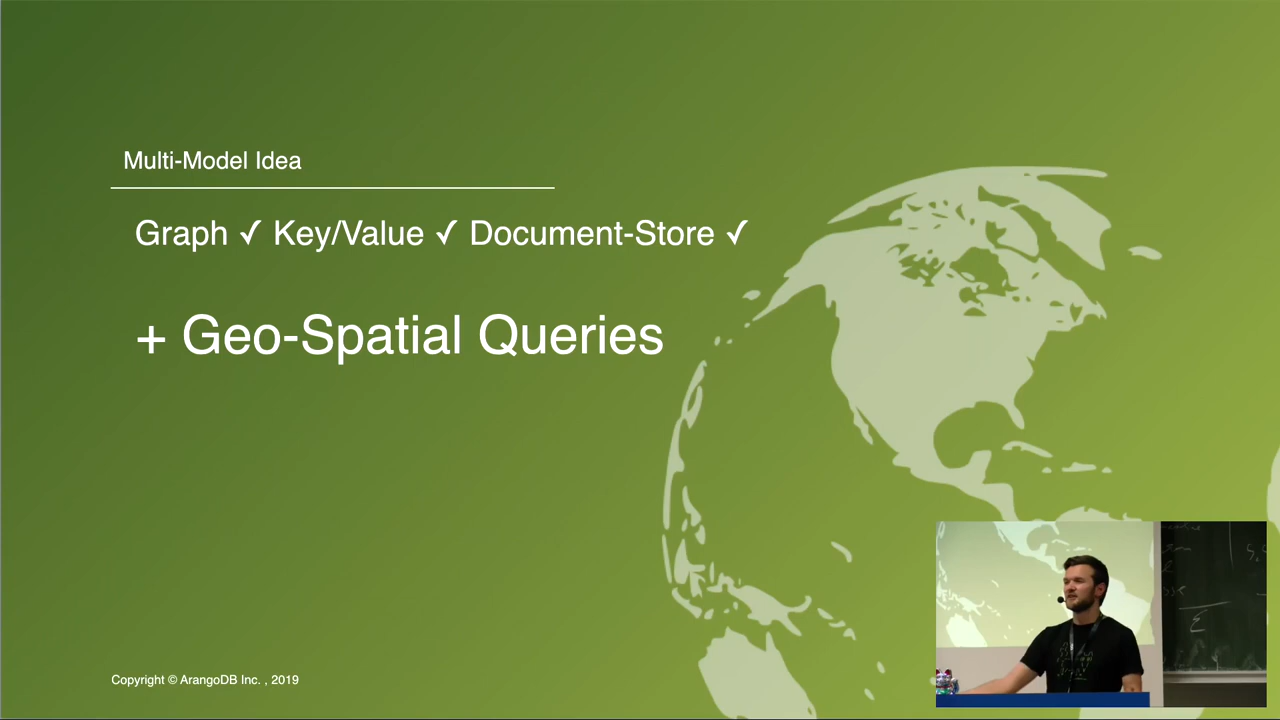 Multi-Model Idea
Graph ✓ Key/Value ✓ Document-Store ✓
+ Geo-Spatial Queries
Copyright © ArangoDB Inc. , 2019